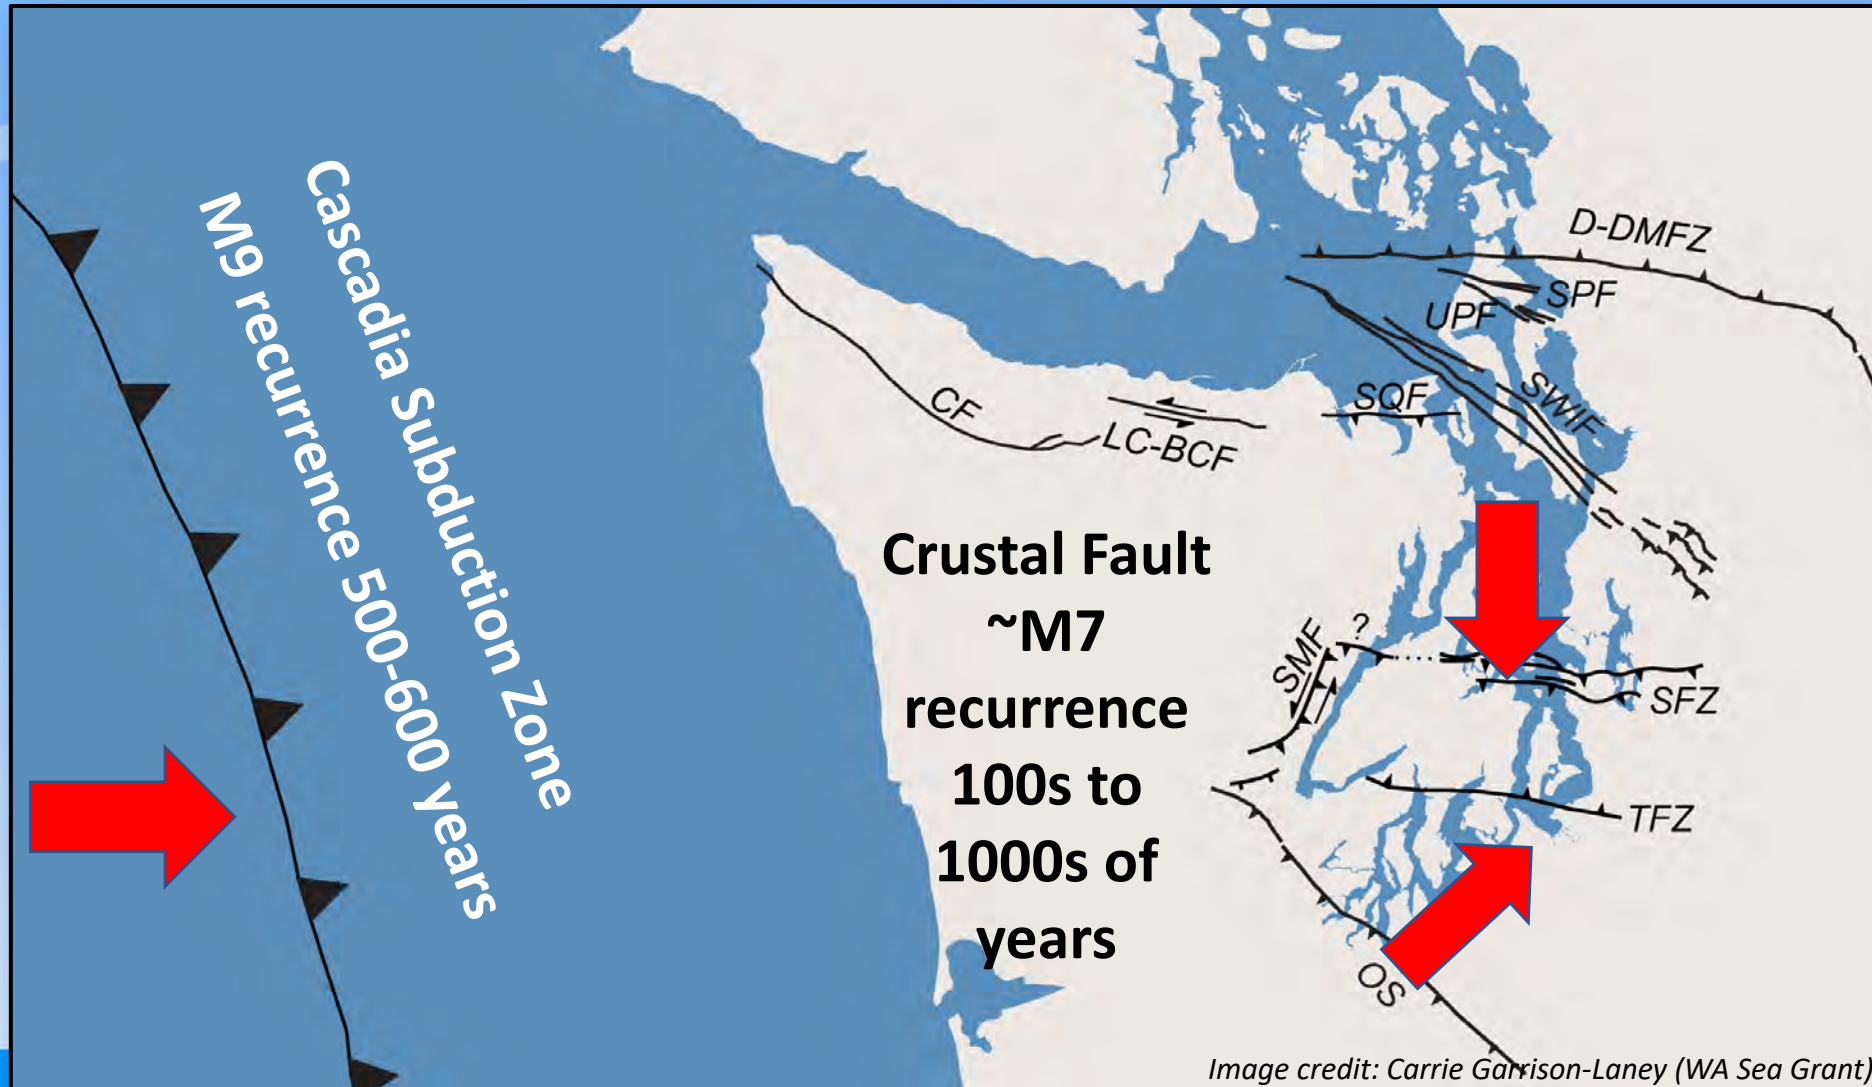 Cascadia Subduction Zone
M9 recurrence 500-600 years
D-DMFZ
SPF
UPF
SWIF
SQF
CF
LC-BCF
Crustal Fault
~M7
recurrence
100s to
1000s of
years
?
SMF
SFZ
TFZ
OS
Image credit: Carrie Garrison-Laney (WA Sea Grant)